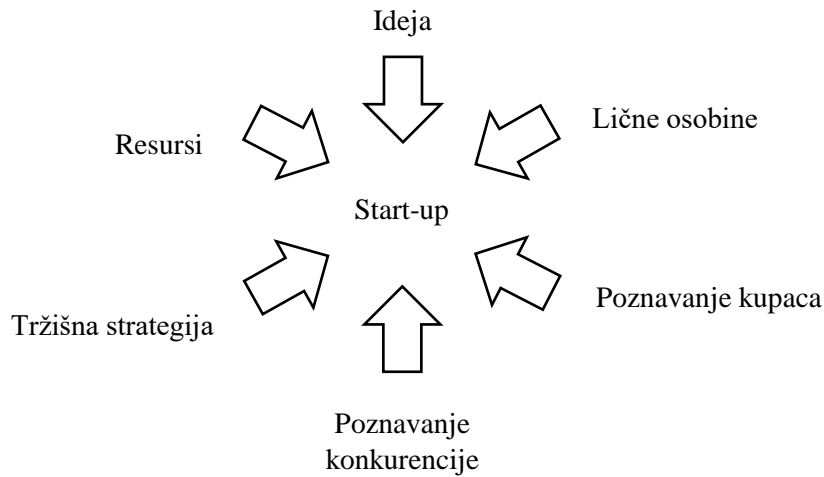 Ideja
Lične osobine
Resursi
Start-up
Poznavanje kupaca
Tržišna strategija
Poznavanje
konkurencije